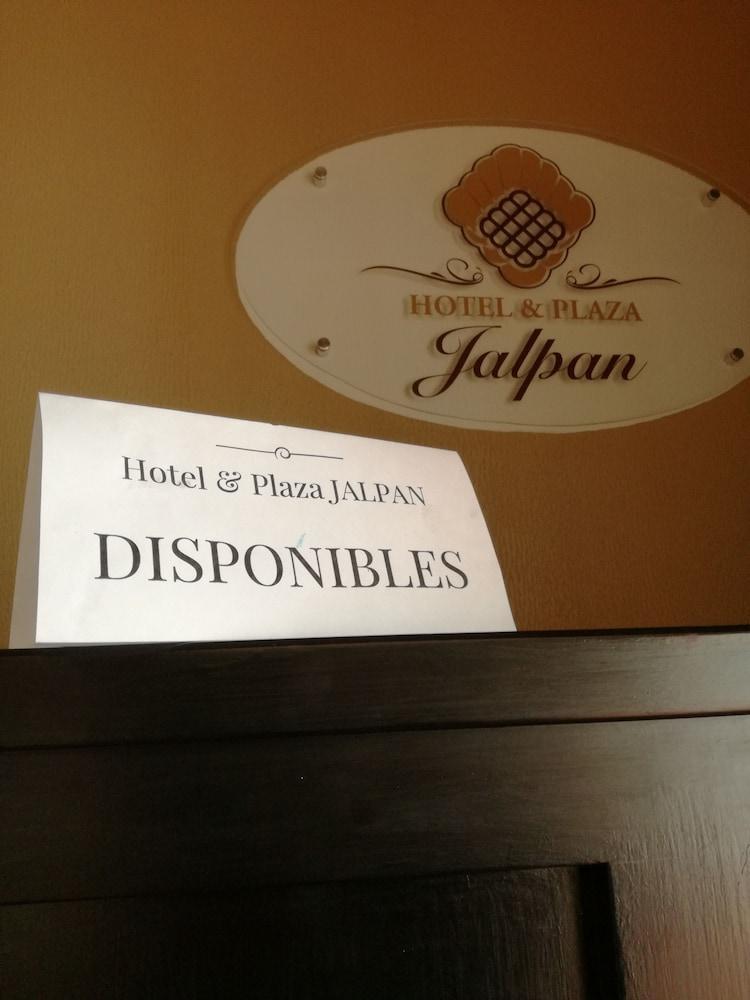 HOTEL & PLAZA
Jalpan
Hotel & Plaza JALPAN
DISPONIBLES